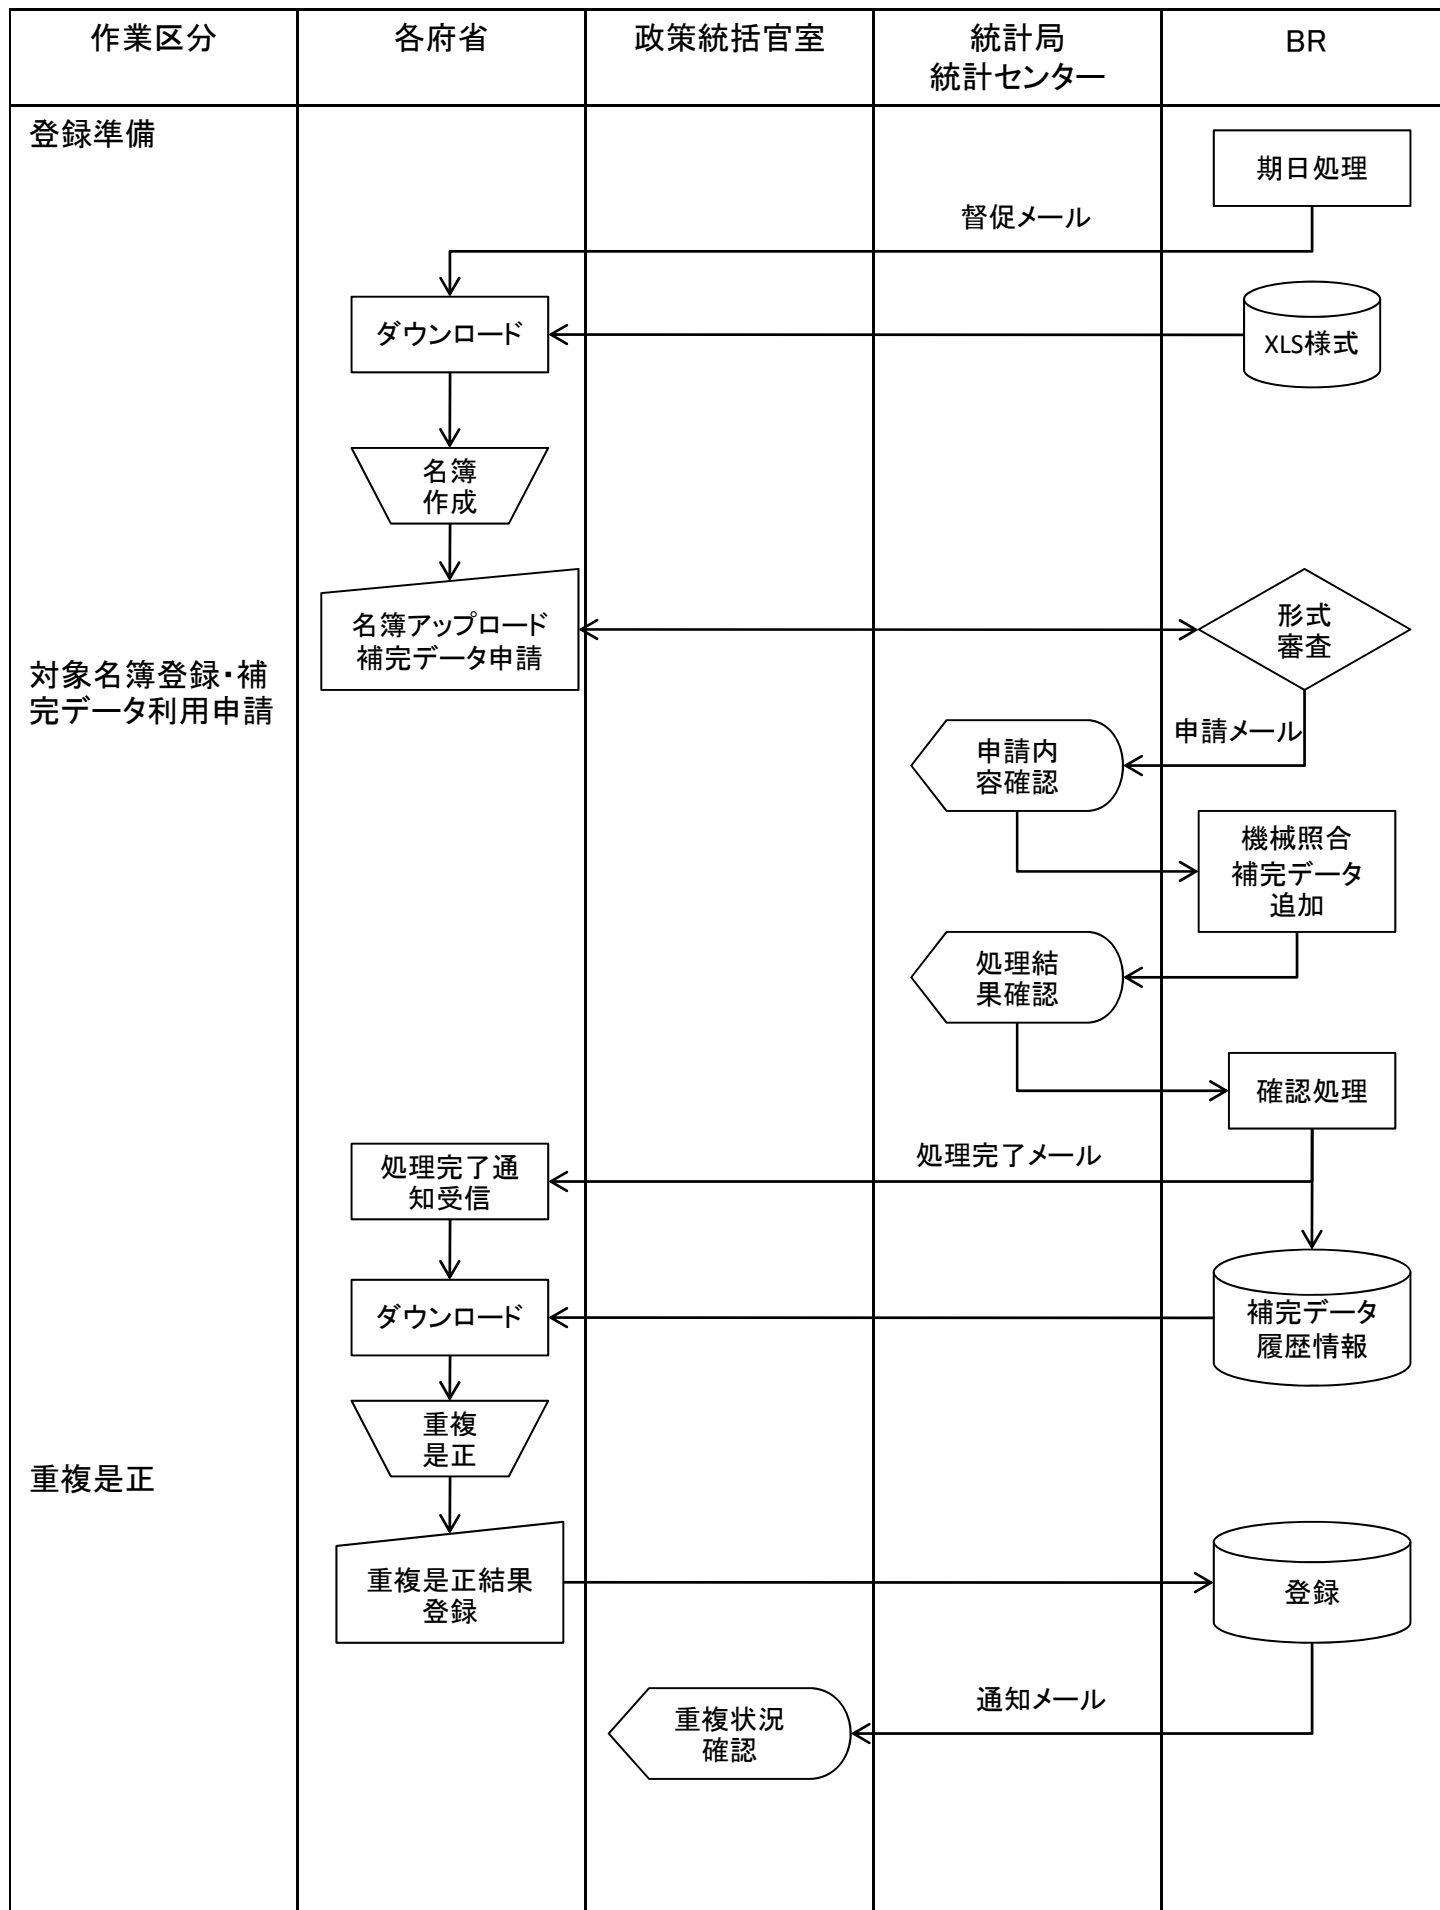 作業区分
各府省
政策統括官室
統計局
統計センター
BR
登録準備
期日処理
督促メール
ダウンロード
XLS様式
名簿
作成
名簿アップロード
補完データ申請
形式
審査
対象名簿登録・補
完データ利用申請
申請メール
申請内
容確認
機械照合
補完データ
追加
処理結
果確認
確認処理
処理完了メール
処理完了通
知受信
ダウンロード
補完データ
履歴情報
重複
是正
重複是正
重複是正結果
登録
登録
通知メール
重複状況
確認